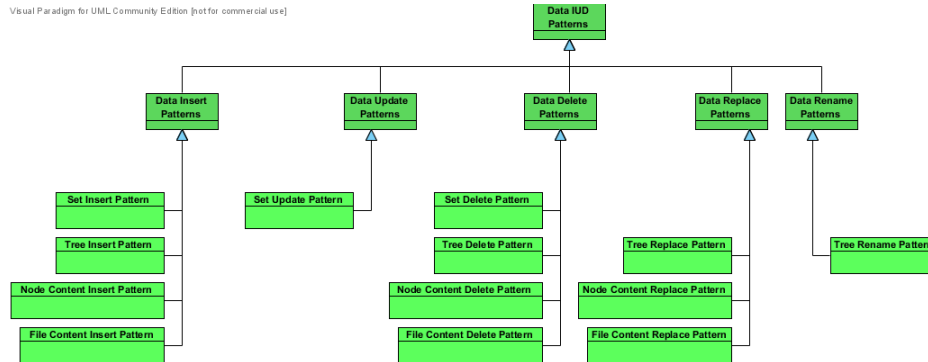 Visual Paradigm for UML Community Edition [not for commercial use]
Data IUD
Patterns
Data Insert
Patterns
Data Update
Patterns
Data Delete
Patterns
Data Replace
Patterns
Data Rename
Patterns
Set Insert Pattern
Set Update Pattern
Set Delete Pattern
Tree Insert Pattern
Tree Delete Pattern
Tree Replace Pattern
Tree Rename Pattern
Node Content Insert Pattern
Node Content Delete Pattern
Node Content Replace Pattern
File Content Insert Pattern
File Content Delete Pattern
File Content Replace Pattern